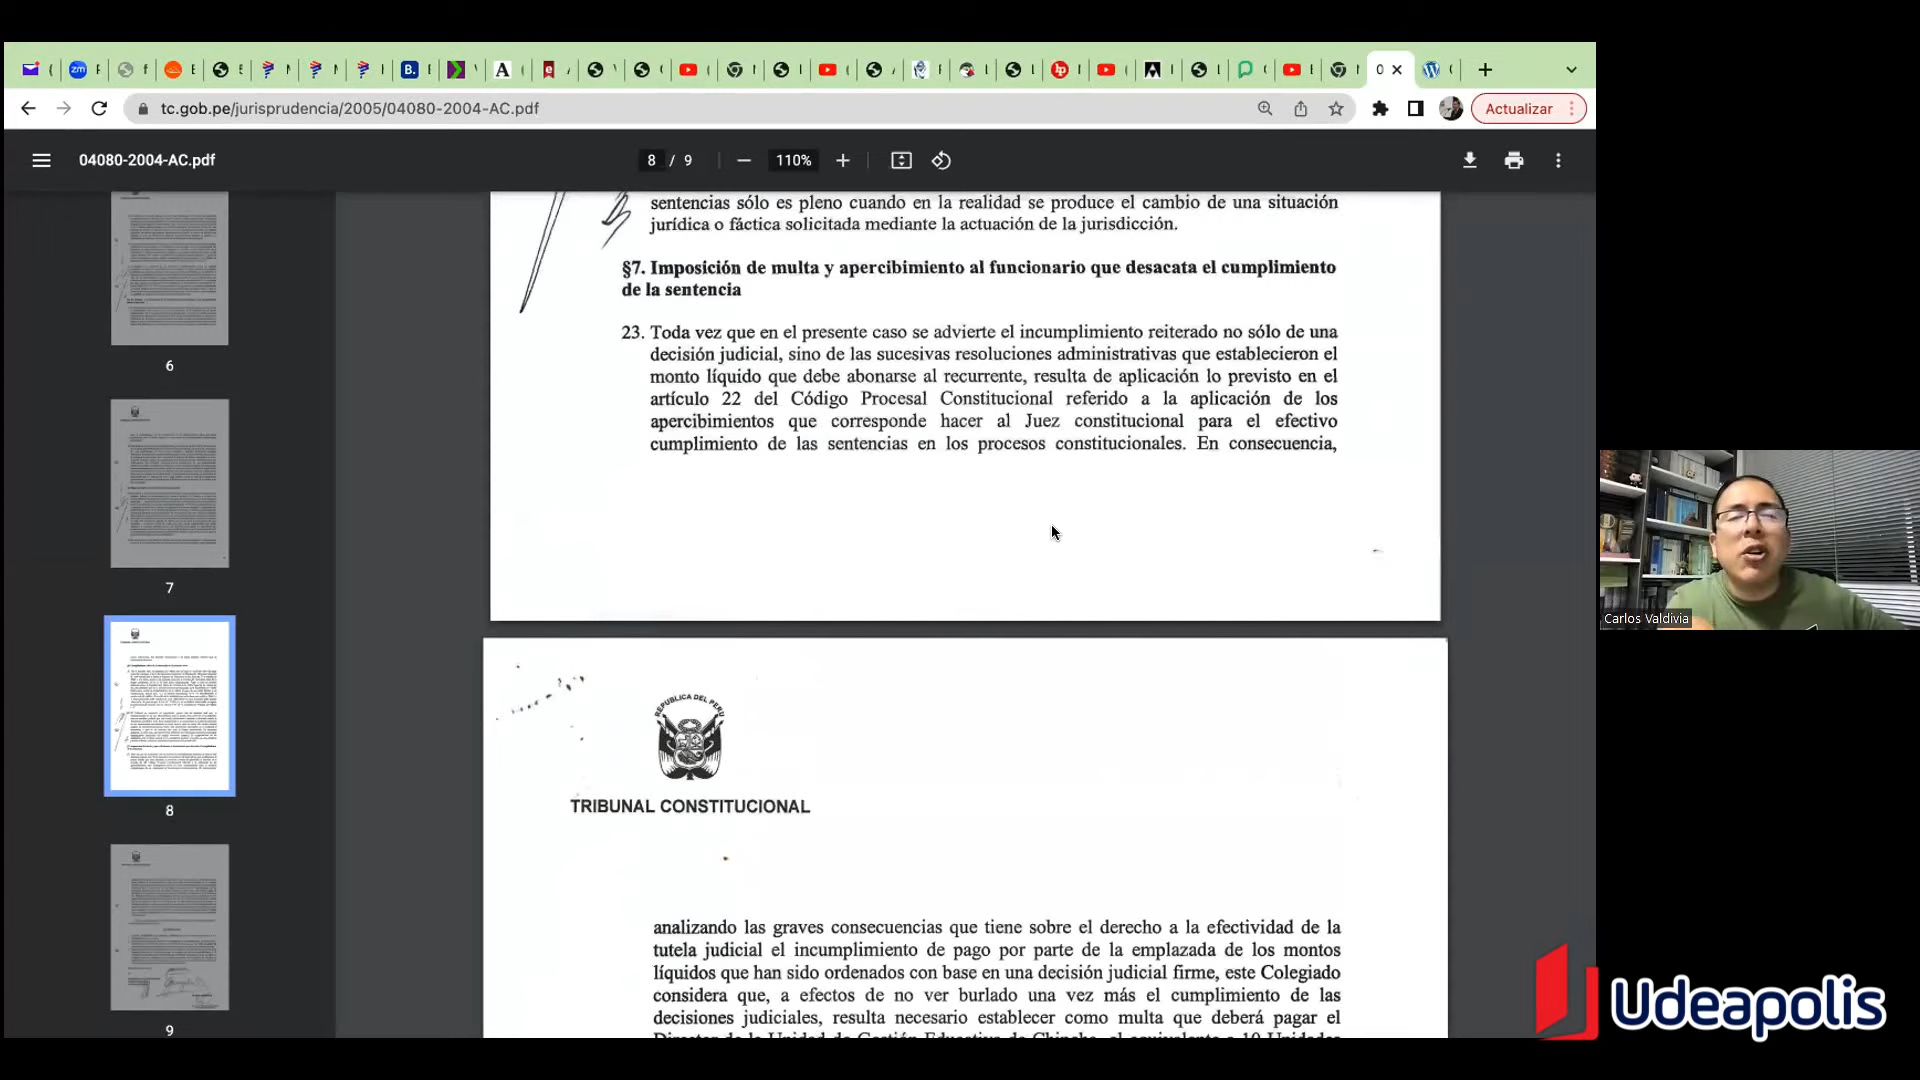 tc.gob.pe/jurisprudencia/2005/04080-2004-AC.pdf
Actualizar
04080-2004-AC.pdf
8 / 9
110%
sentencias sólo es pleno cuando en la realidad se produce el cambio de una situación
jurídica o fáctica solicitada mediante la actuación de la jurisdicción.
§7. Imposición de multa y apercibimiento al funcionario que desacata el cumplimiento
de la sentencia
23. Toda vez que en el presente caso se advierte el incumplimiento reiterado no sólo de una
decisión judicial, sino de las sucesivas resoluciones administrativas que establecieron el
monto líquido que debe abonarse al recurrente, resulta de aplicación lo previsto en el
artículo 22 del Código Procesal Constitucional referido a la aplicación de los
apercibimientos que corresponde hacer al Juez constitucional para el efectivo
cumplimiento de las sentencias en los procesos constitucionales. En consecuencia,
REPUBLICA DEL PERU
TRIBUNAL CONSTITUCIONAL
analizando las graves consecuencias que tiene sobre el derecho a la efectividad de la
tutela judicial el incumplimiento de pago por parte de la emplazada de los montos
líquidos que han sido ordenados con base en una decisión judicial firme, este Colegiado
considera que, a efectos de no ver burlado una vez más el cumplimiento de las
decisiones judiciales, resulta necesario establecer como multa que deberá pagar el
6
7
8
9
Carlos Valdivia
Udeapolis